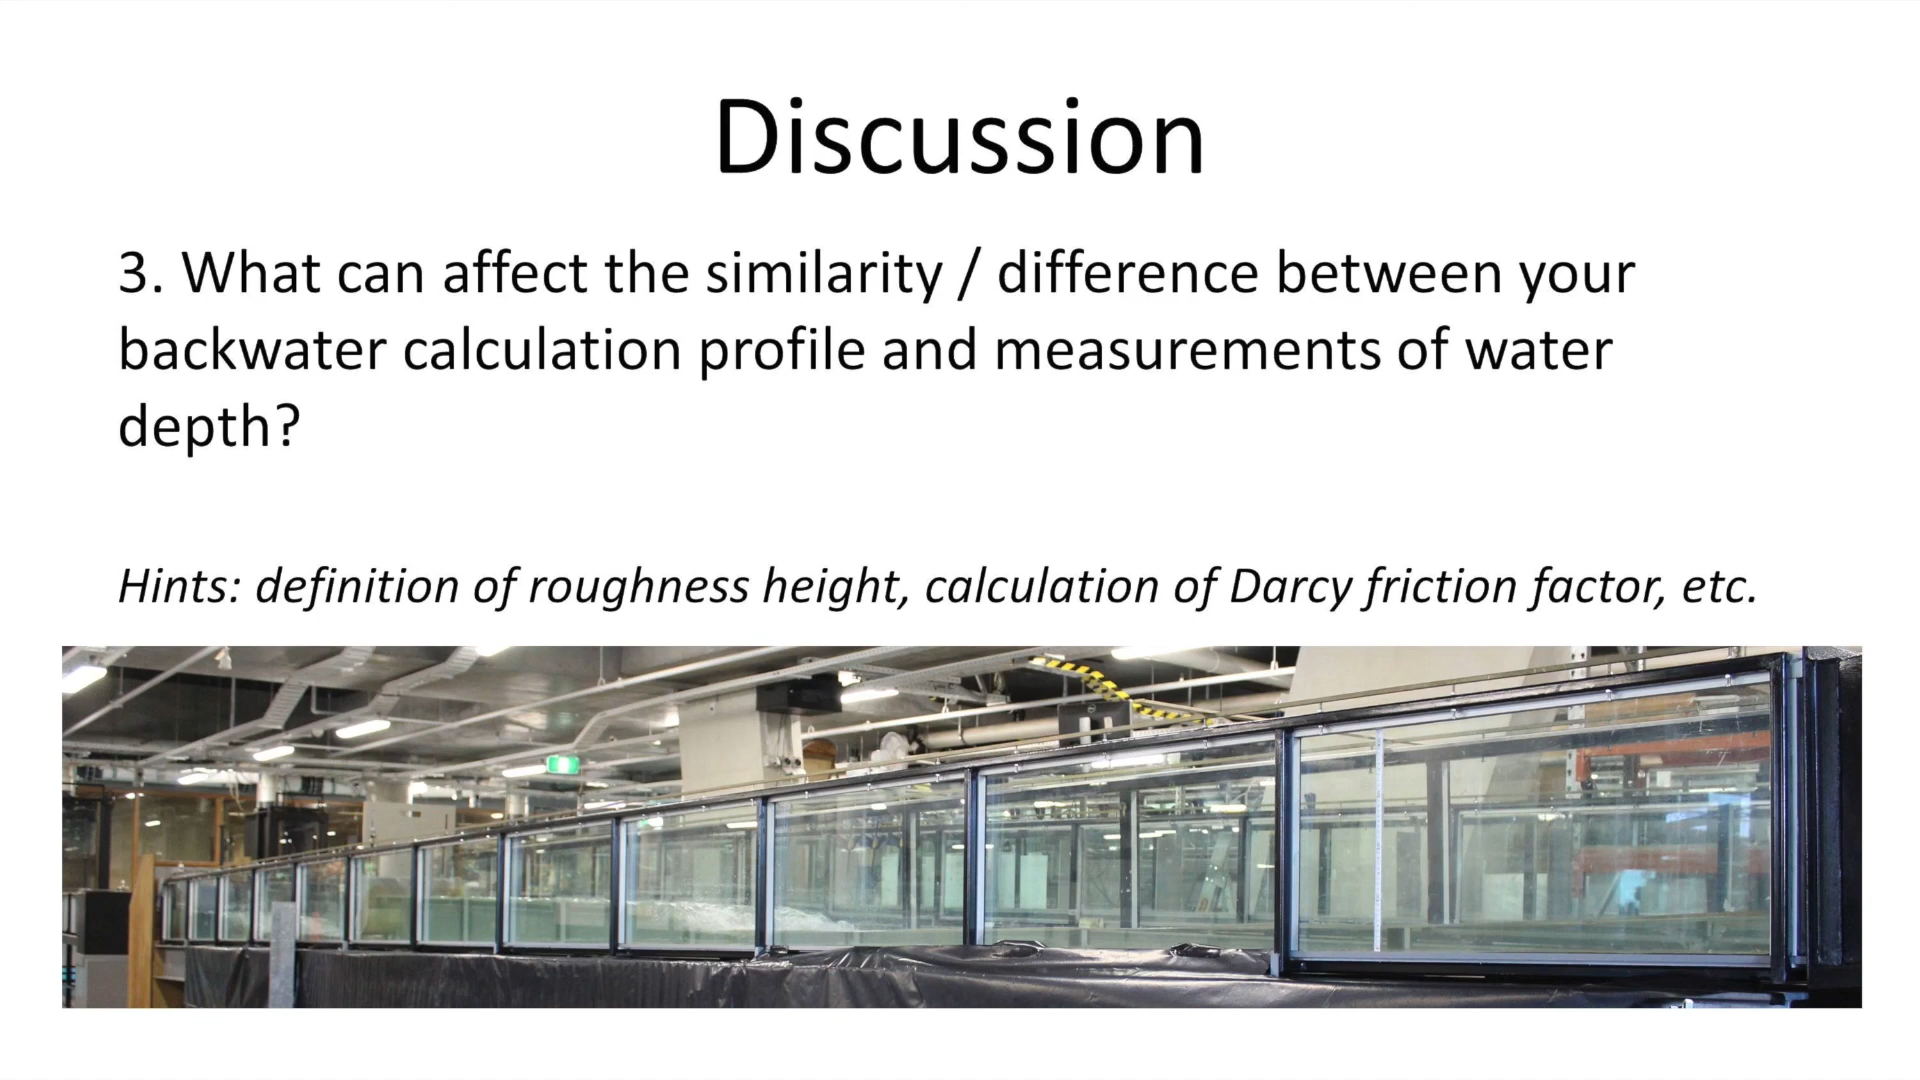 Discussion
3. What can affect the similarity / difference between your
backwater calculation profile and measurements of water
depth?
Hints: definition of roughness height, calculation of Darcy friction factor, etc.